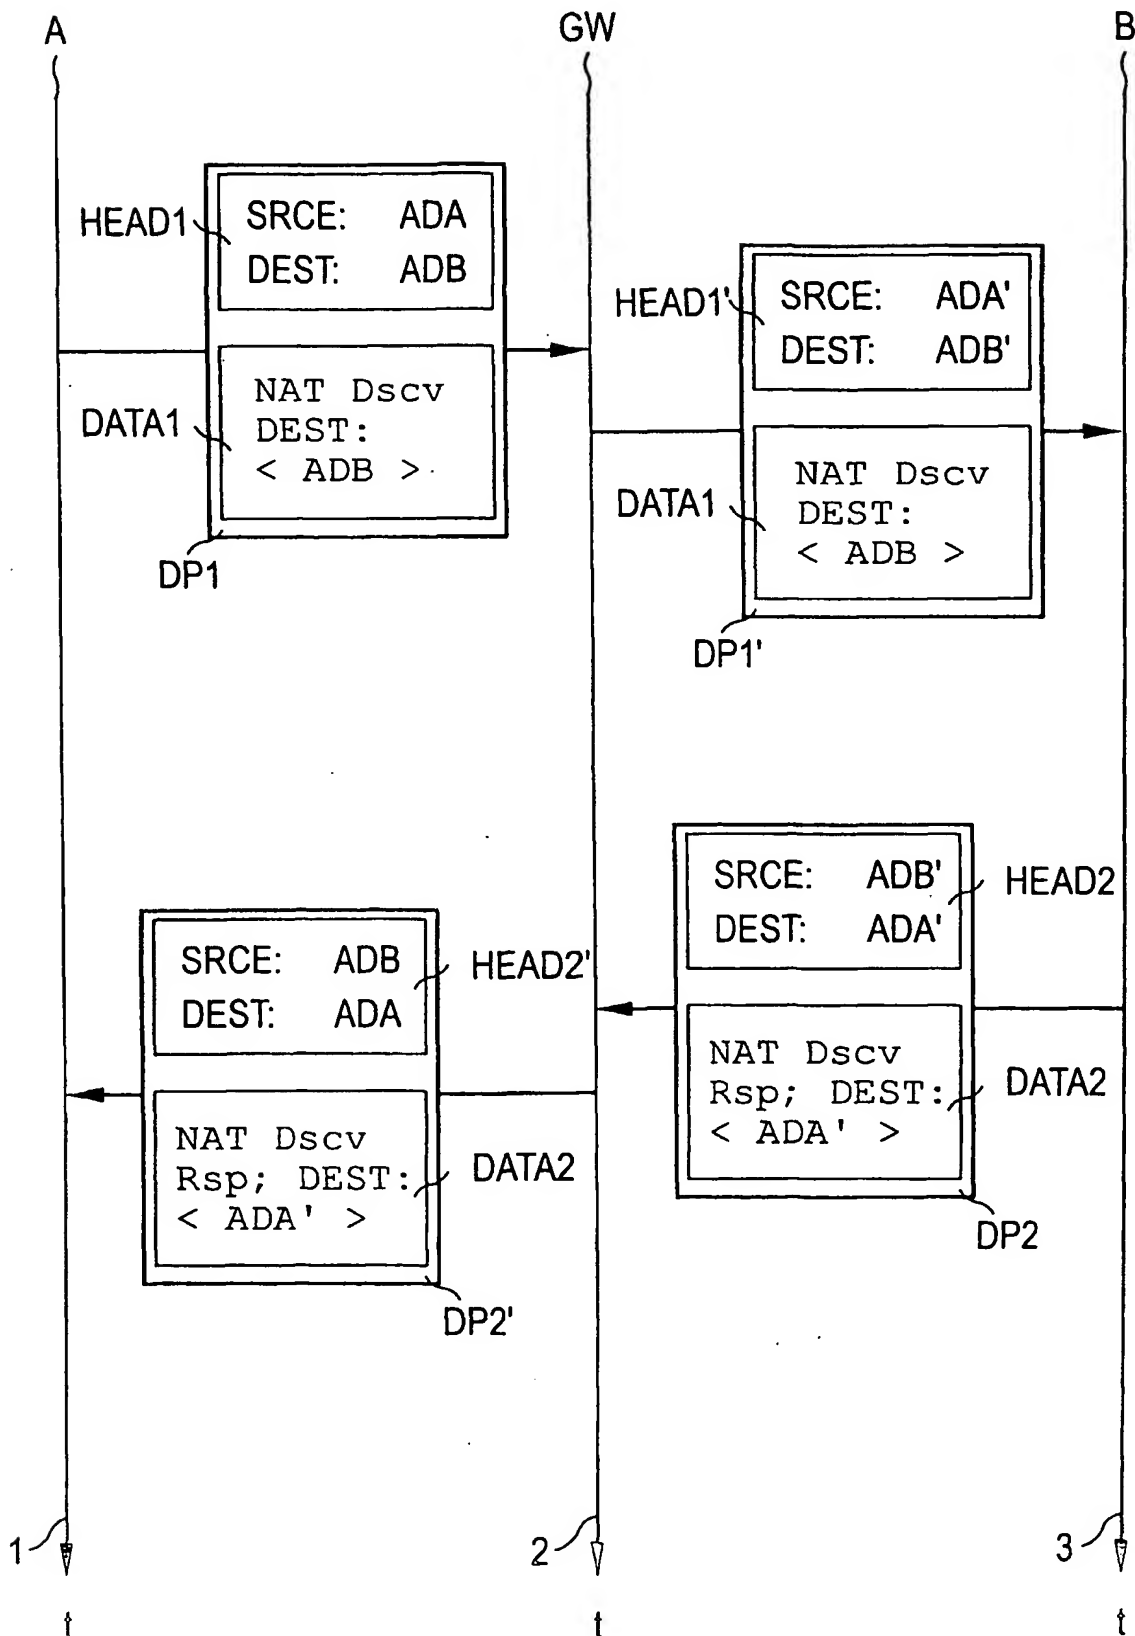 A
GW
B
HEAD1
SRCE: ADA
DEST: ADB
DATA1
NAT Dscv
DEST:
< ADB >
DP1
HEAD1'
SRCE: ADA'
DEST: ADB'
DATA1
NAT Dscv
DEST:
< ADB >
DP1'
SRCE: ADB'
DEST: ADA'
HEAD2
NAT Dscv
Rsp; DEST:
< ADA' >
DATA2
DP2
SRCE: ADB
DEST: ADA
HEAD2'
NAT Dscv
Rsp; DEST:
< ADA' >
DATA2
DP2'
1
2
3
t
t
t